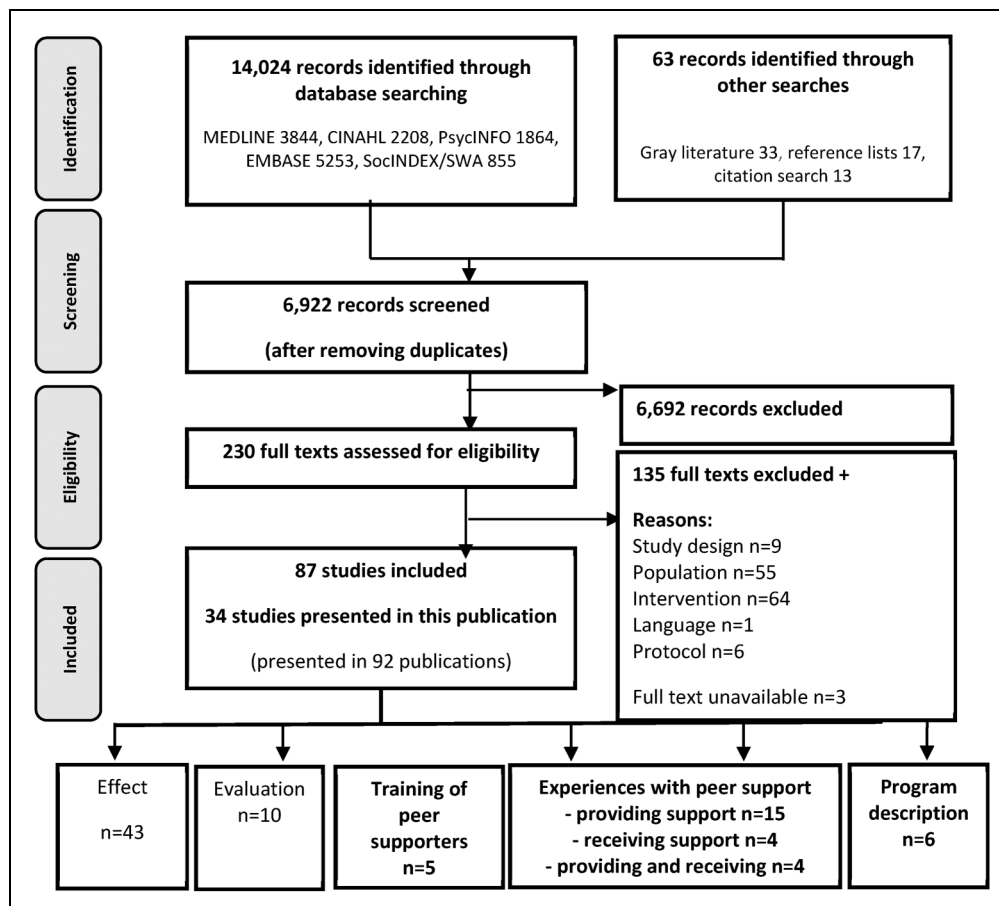 Identification
14,024 records identified through
database searching
MEDLINE 3844, CINAHL 2208, PsycINFO 1864,
EMBASE 5253, SocINDEX/SWA 855
63 records identified through
other searches
Gray literature 33, reference lists 17,
citation search 13
Screening
6,922 records screened
(after removing duplicates)
6,692 records excluded
Eligibility
230 full texts assessed for eligibility
135 full texts excluded +
Reasons:
Study design n=9
Population n=55
Intervention n=64
Language n=1
Protocol n=6
Full text unavailable n=3
Included
87 studies included
34 studies presented in this publication
(presented in 92 publications)
Effect
n=43
Evaluation
n=10
Training of
peer
supporters
n=5
Experiences with peer support
- providing support n=15
- receiving support n=4
- providing and receiving n=4
Program
description
n=6